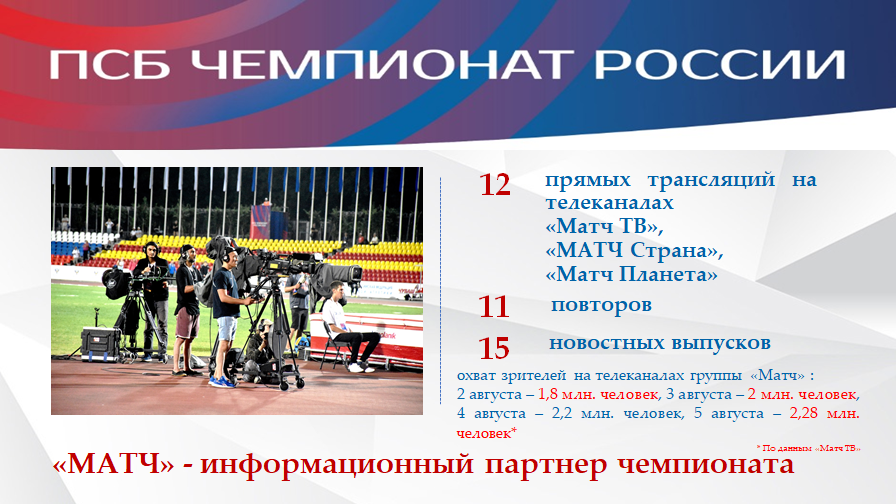 ПСБ ЧЕМПИОНАТ РОССИИ
12
прямых трансляций на
телеканалах
«Матч ТВ»,
«МАТЧ Страна»,
«Матч Планета»
11
повторов
15
новостных выпусков
охват зрителей на телеканалах группы «Матч» :
2 августа – 1,8 млн. человек, 3 августа – 2 млн. человек,
4 августа – 2,2 млн. человек, 5 августа – 2,28 млн.
человек*
* По данным «Матч ТВ»
«МАТЧ» - информационный партнер чемпионата